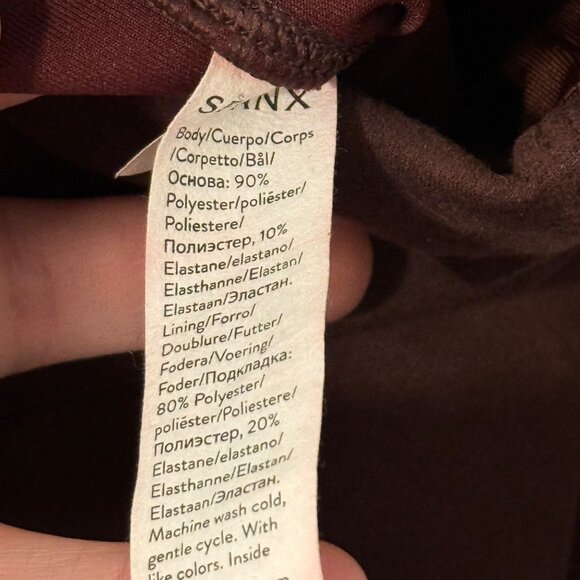 SANX
Body/Cuerpo/Corps
/Corpetto/Bål/
Основа: 90%
Polyester/poliéster/
Poliestere/
Полиэстер, 10%
Elastane/elastano/
Elasthanne/Elastan/
Elastaan/Эластан.
Lining/Forro/
Doublure/Futter/
Fodera/Voering/
Foder/Подкладка:
80% Polyester/
poliéster/Poliestere/
Полиэстер, 20%
Elastane/elastano/
Elasthanne/Elastan/
Elastaan/Эластан.
Machine wash cold,
gentle cycle. With
like colors. Inside